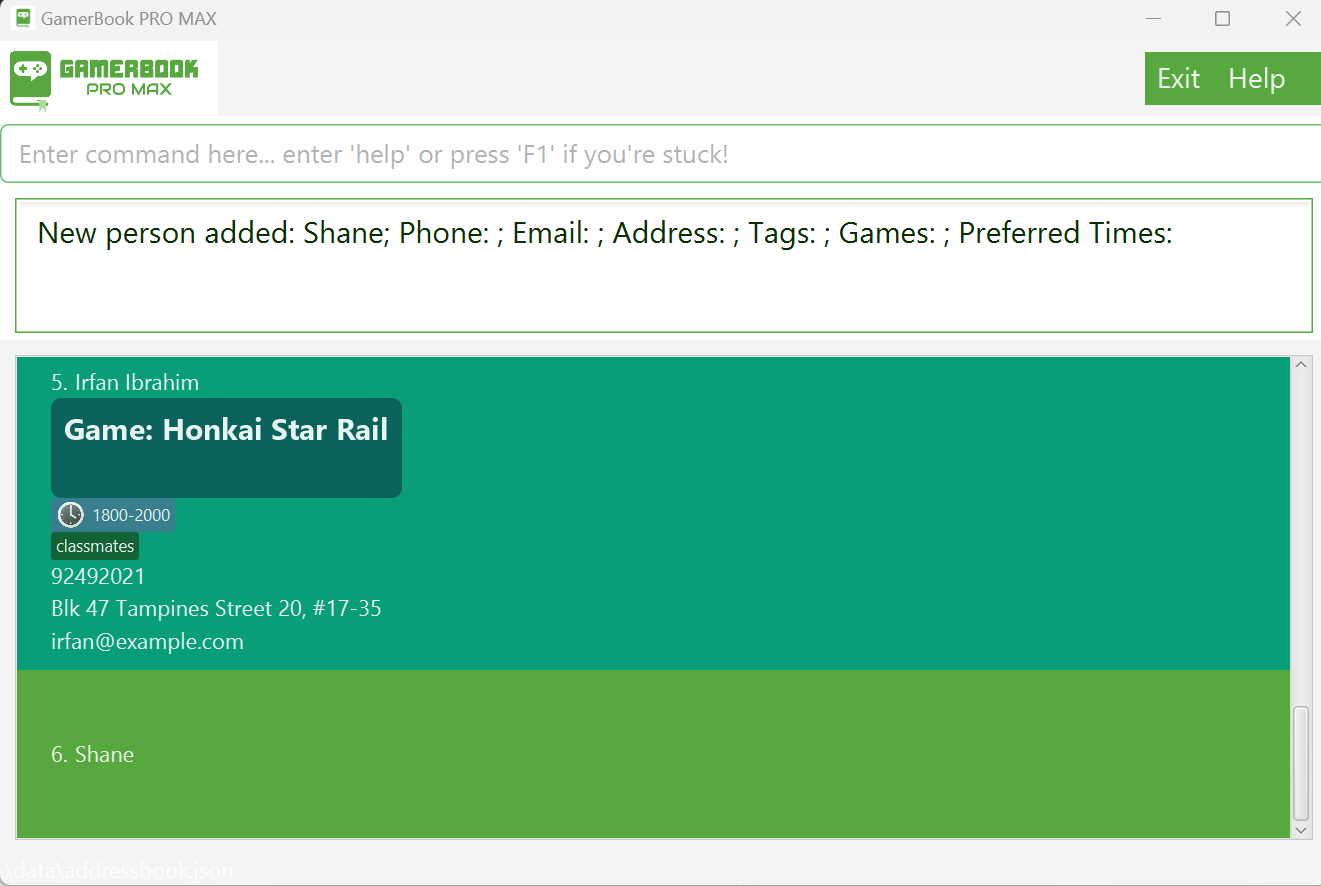 GamerBook PRO MAX
GAMERBOOK
PRO MAX
Exit Help
Enter command here... enter 'help' or press 'F1' if you're stuck!
New person added: Shane; Phone: ; Email: ; Address: ; Tags: ; Games: ; Preferred Times:
5. Irfan Ibrahim
Game: Honkai Star Rail
1800-2000
classmates
92492021
Blk 47 Tampines Street 20, #17-35
irfan@example.com
6. Shane
\data\addressbook.json